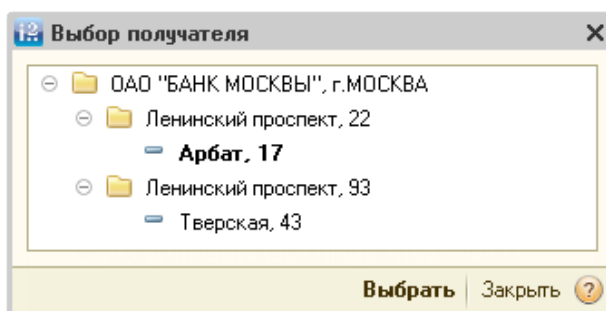 Выбор получателя
ОАО "БАНК МОСКВЫ", г.МОСКВА
Ленинский проспект, 22
Арбат, 17
Ленинский проспект, 93
Тверская, 43
Выбрать Закрыть ?